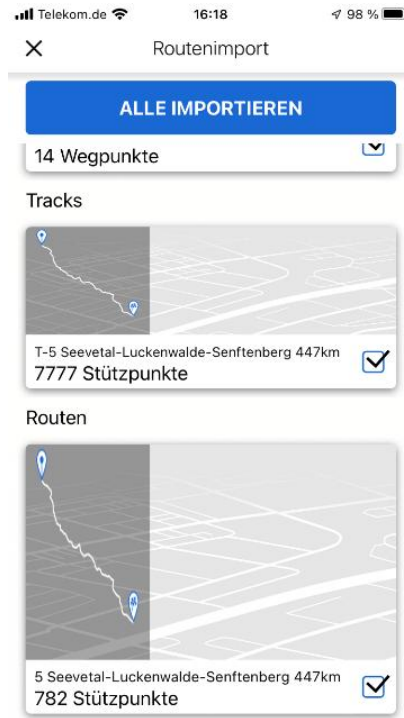 Telekom.de 16:18 98 %
Routenimport
ALLE IMPORTIEREN
14 Wegpunkte
Tracks
T-5 Seevetal-Luckenwalde-Senftenberg 447km
7777 Stützpunkte
Routen
5 Seevetal-Luckenwalde-Senftenberg 447km
782 Stützpunkte